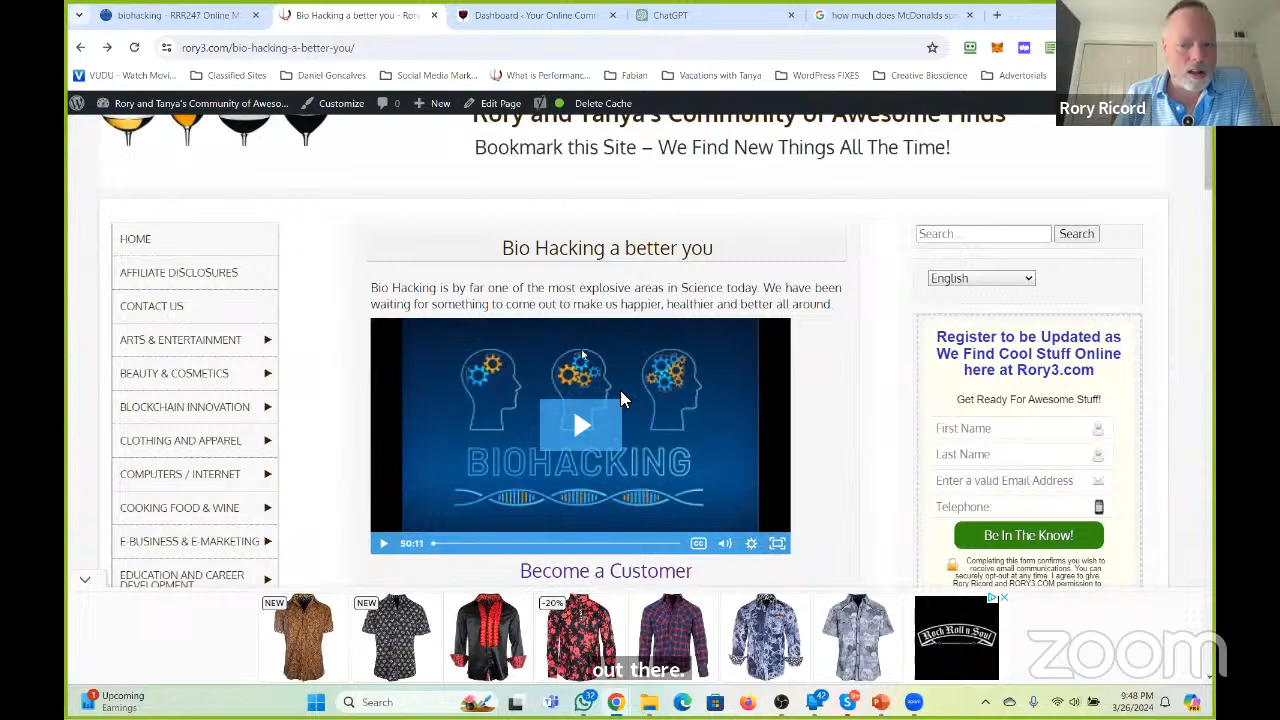 biohacking - RRR247 Online M
Bio Hacking a better you - Rory
Dashboard ‹ Your Online Comm
ChatGPT
how much does McDonalds spe
rory3.com/bio-hacking-a-better-you/
VUDU - Watch Movi...
Classified Sites
Daniel Goncalves
Social Media Mark...
What is Performanc...
Fabian
Vacations with Tanya
WordPress FIXES
Creative Bioscience
Advertorials
Rory Ricord
Rory and Tanya's Community of Aweso...
Customize
0
New
Edit Page
Delete Cache
Rory and Tanya's Community of Awesome Finds
Bookmark this Site – We Find New Things All The Time!
HOME
AFFILIATE DISCLOSURES
CONTACT US
ARTS & ENTERTAINMENT
BEAUTY & COSMETICS
BLOCKCHAIN INNOVATION
CLOTHING AND APPAREL
COMPUTERS / INTERNET
COOKING FOOD & WINE
E-BUSINESS & E-MARKETING
EDUCATION AND CAREER
DEVELOPMENT
Bio Hacking a better you
Bio Hacking is by far one of the most explosive areas in Science today. We have been
waiting for something to come out to make us happier, healthier and better all around.
BIOHACKING
50:11
CC
Become a Customer
Search ...
Search
English
Register to be Updated as
We Find Cool Stuff Online
here at Rory3.com
Get Ready For Awesome Stuff!
First Name
Last Name
Enter a valid Email Address
Telephone:
Be In The Know!
Completing this form confirms you wish to
receive email communications. You can
securely opt-out at any time. I agree to give
Rory Ricord and RORY3.COM permission to
NEW
NEW
-20%
Rock Roll n Soul
out there.
zoom
1
Upcoming
Earnings
Search
32
42
9+
zoom
9:48 PM
3/26/2024